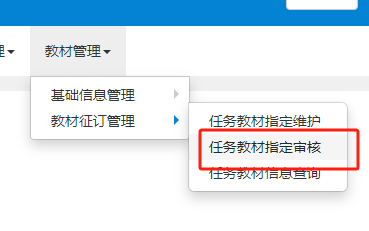 理 教材管理
基础信息管理
教材征订管理
任务教材指定维护
任务教材指定审核
任务教材信息查询